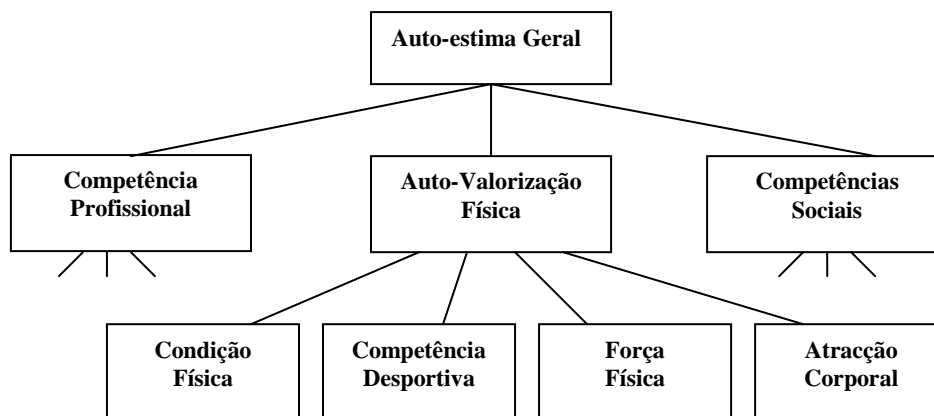 Auto-estima Geral
Competência
Profissional
Auto-Valorização
Física
Competências
Sociais
Condição
Física
Competência
Desportiva
Força
Física
Atracção
Corporal